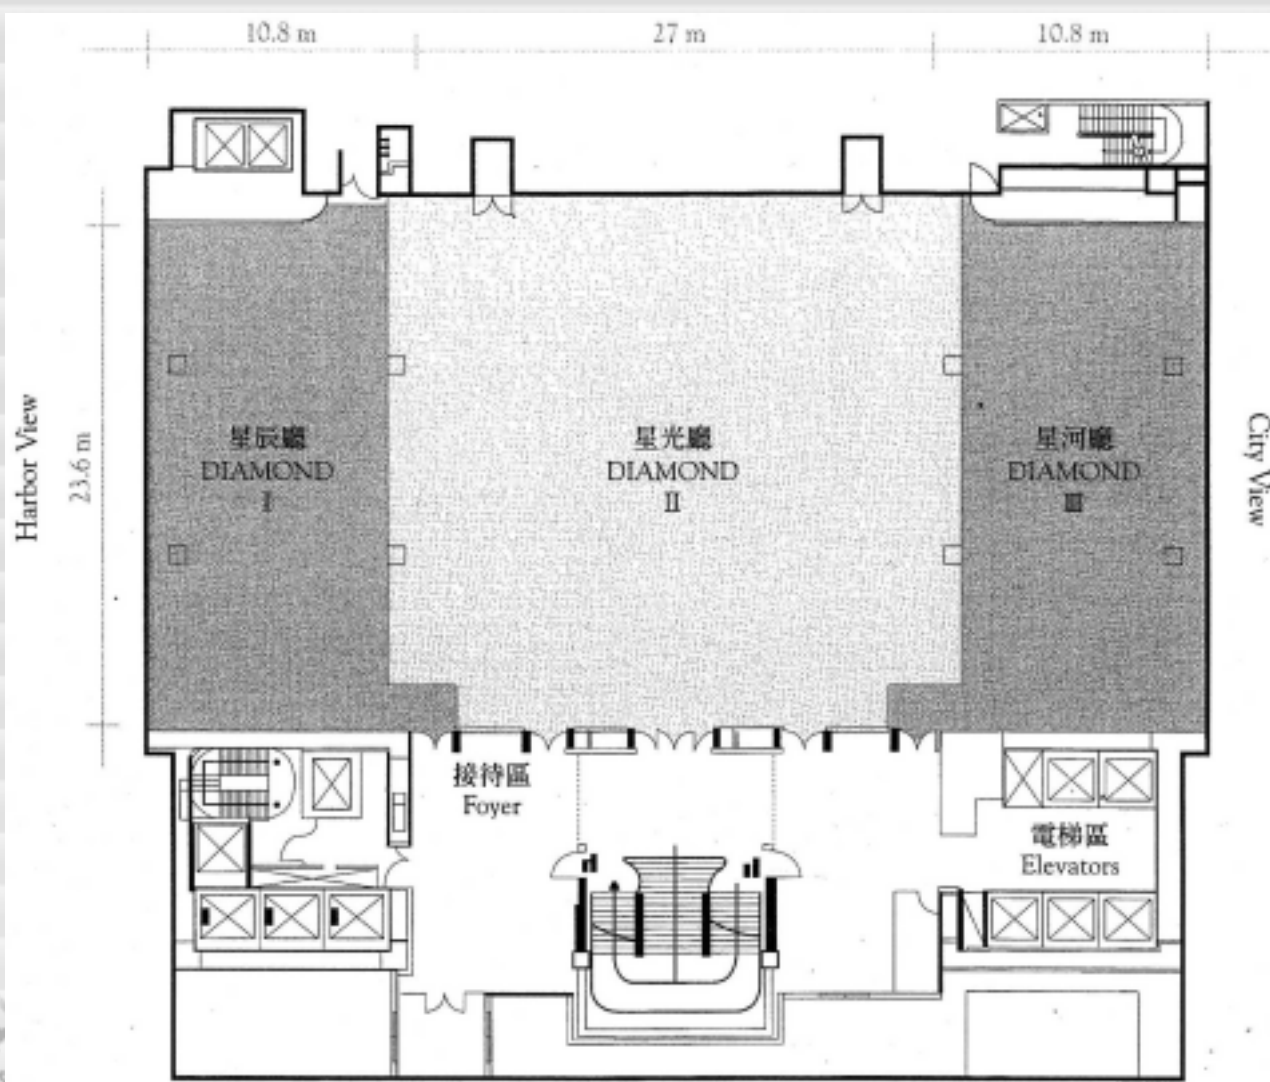 10.8 m
27 m
10.8 m
Harbor View
23.6 m
星辰廳
DIAMOND
I
星光廳
DIAMOND
II
星河廳
DIAMOND
III
City View
接待區
Foyer
電梯區
Elevators